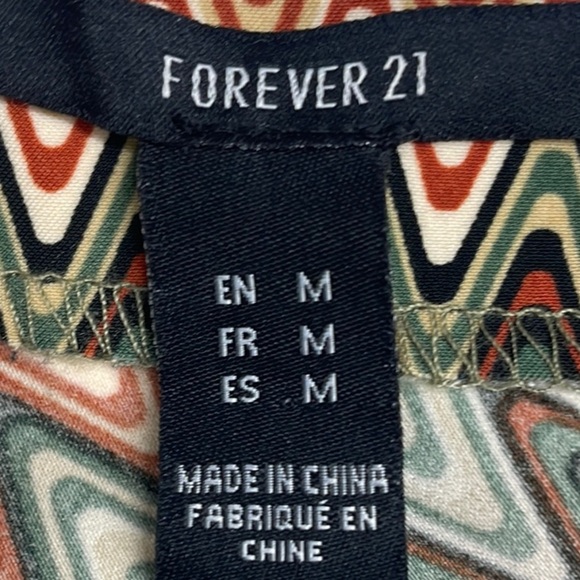 FOREVER 21
EN M
FR M
ES M
MADE IN CHINA
FABRIQUÉ EN
CHINE